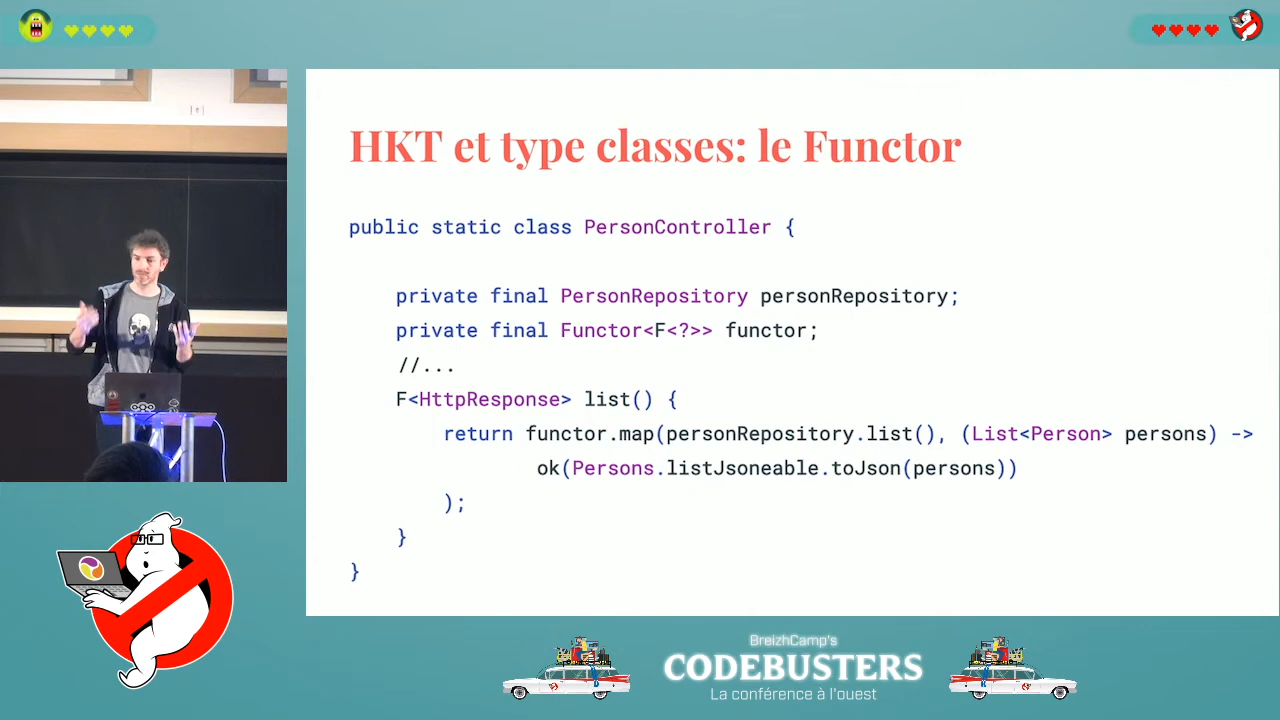 HKT et type classes: le Functor
public static class PersonController {
private final PersonRepository personRepository;
private final Functor<F<?>> functor;
//...
F<HttpResponse> list() {
return functor.map(personRepository.list(), (List<Person> persons) ->
ok(Persons.listJsoneable.toJson(persons))
);
}
}
BreizhCamp's
CODEBUSTERS
La conférence à l'ouest